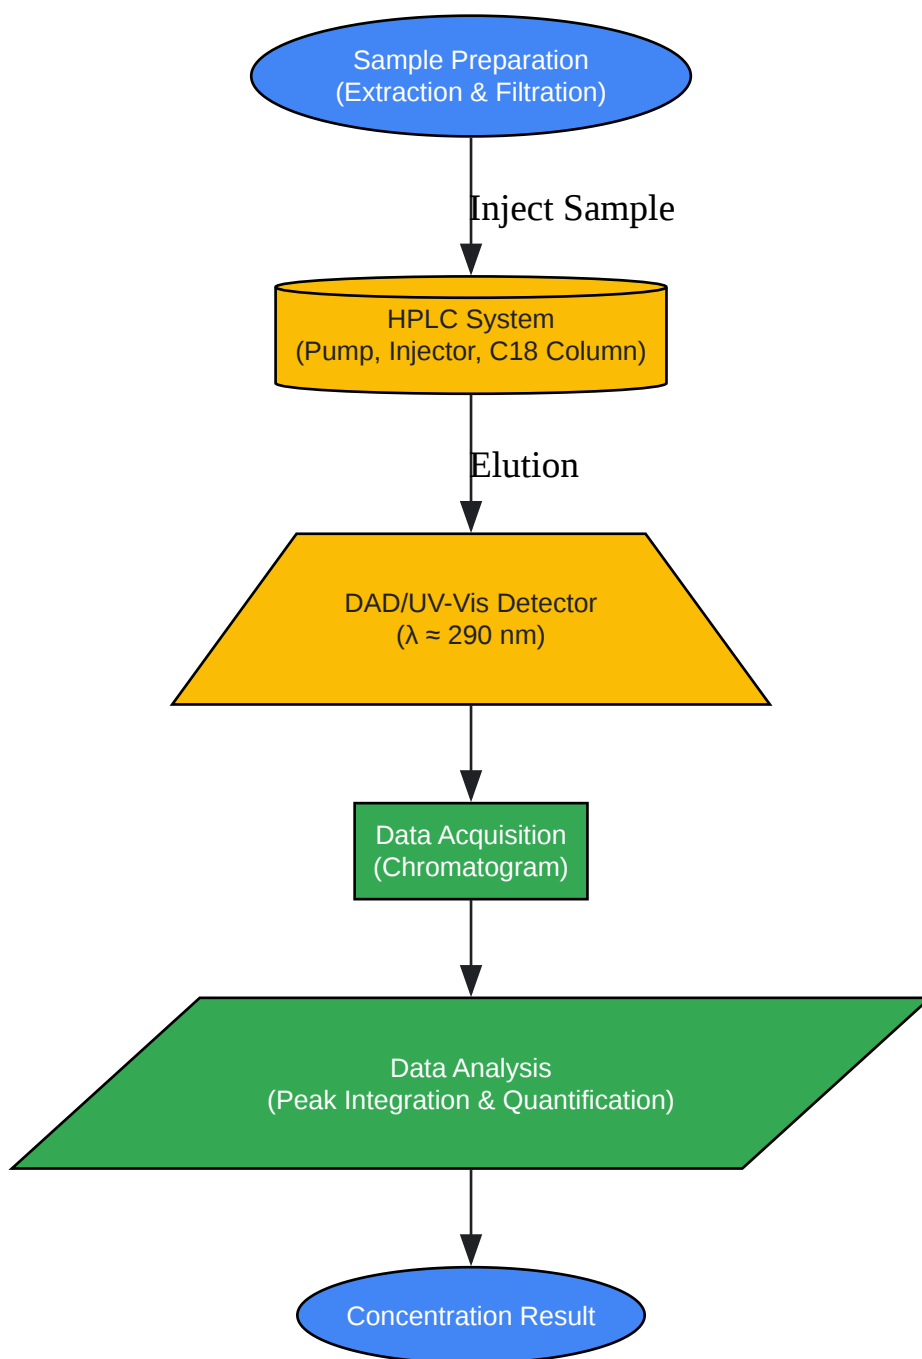 Sample Preparation
(Extraction & Filtration)
Inject Sample
HPLC System
(Pump, Injector, C18 Column)
Elution
DAD/UV-Vis Detector
(λ ≈ 290 nm)
Data Acquisition
(Chromatogram)
Data Analysis
(Peak Integration & Quantification)
Concentration Result